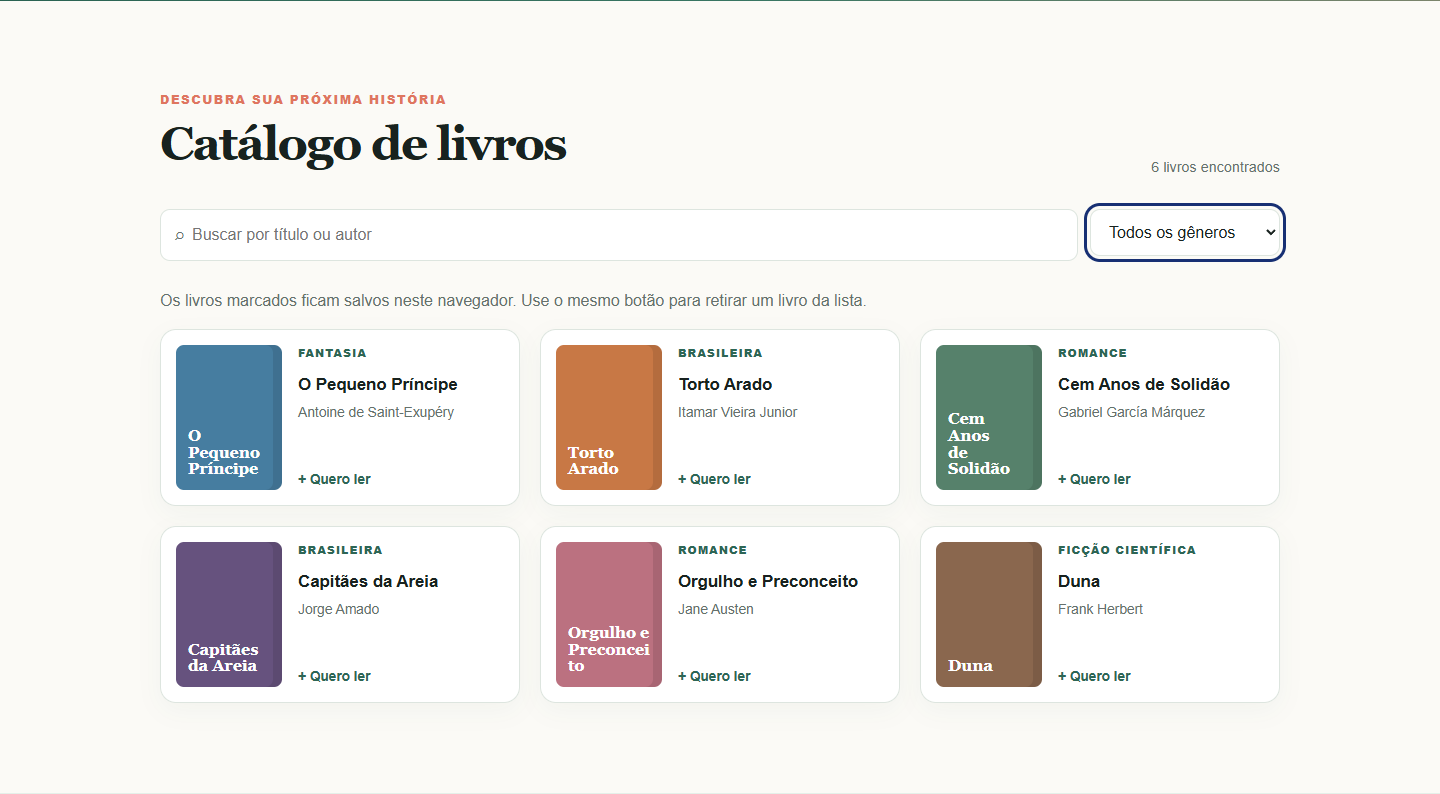 DESCUBRA SUA PRÓXIMA HISTÓRIA
Catálogo de livros
6 livros encontrados
Buscar por título ou autor
Todos os gêneros
Os livros marcados ficam salvos neste navegador. Use o mesmo botão para retirar um livro da lista.
O
Pequeno
Príncipe
FANTASIA
O Pequeno Príncipe
Antoine de Saint-Exupéry
+ Quero ler
Torto
Arado
BRASILEIRA
Torto Arado
Itamar Vieira Junior
+ Quero ler
Cem
Anos
de
Solidão
ROMANCE
Cem Anos de Solidão
Gabriel García Márquez
+ Quero ler
Capitães
da Areia
BRASILEIRA
Capitães da Areia
Jorge Amado
+ Quero ler
Orgulho e
Preconcei
to
ROMANCE
Orgulho e Preconceito
Jane Austen
+ Quero ler
Duna
FICÇÃO CIENTÍFICA
Duna
Frank Herbert
+ Quero ler